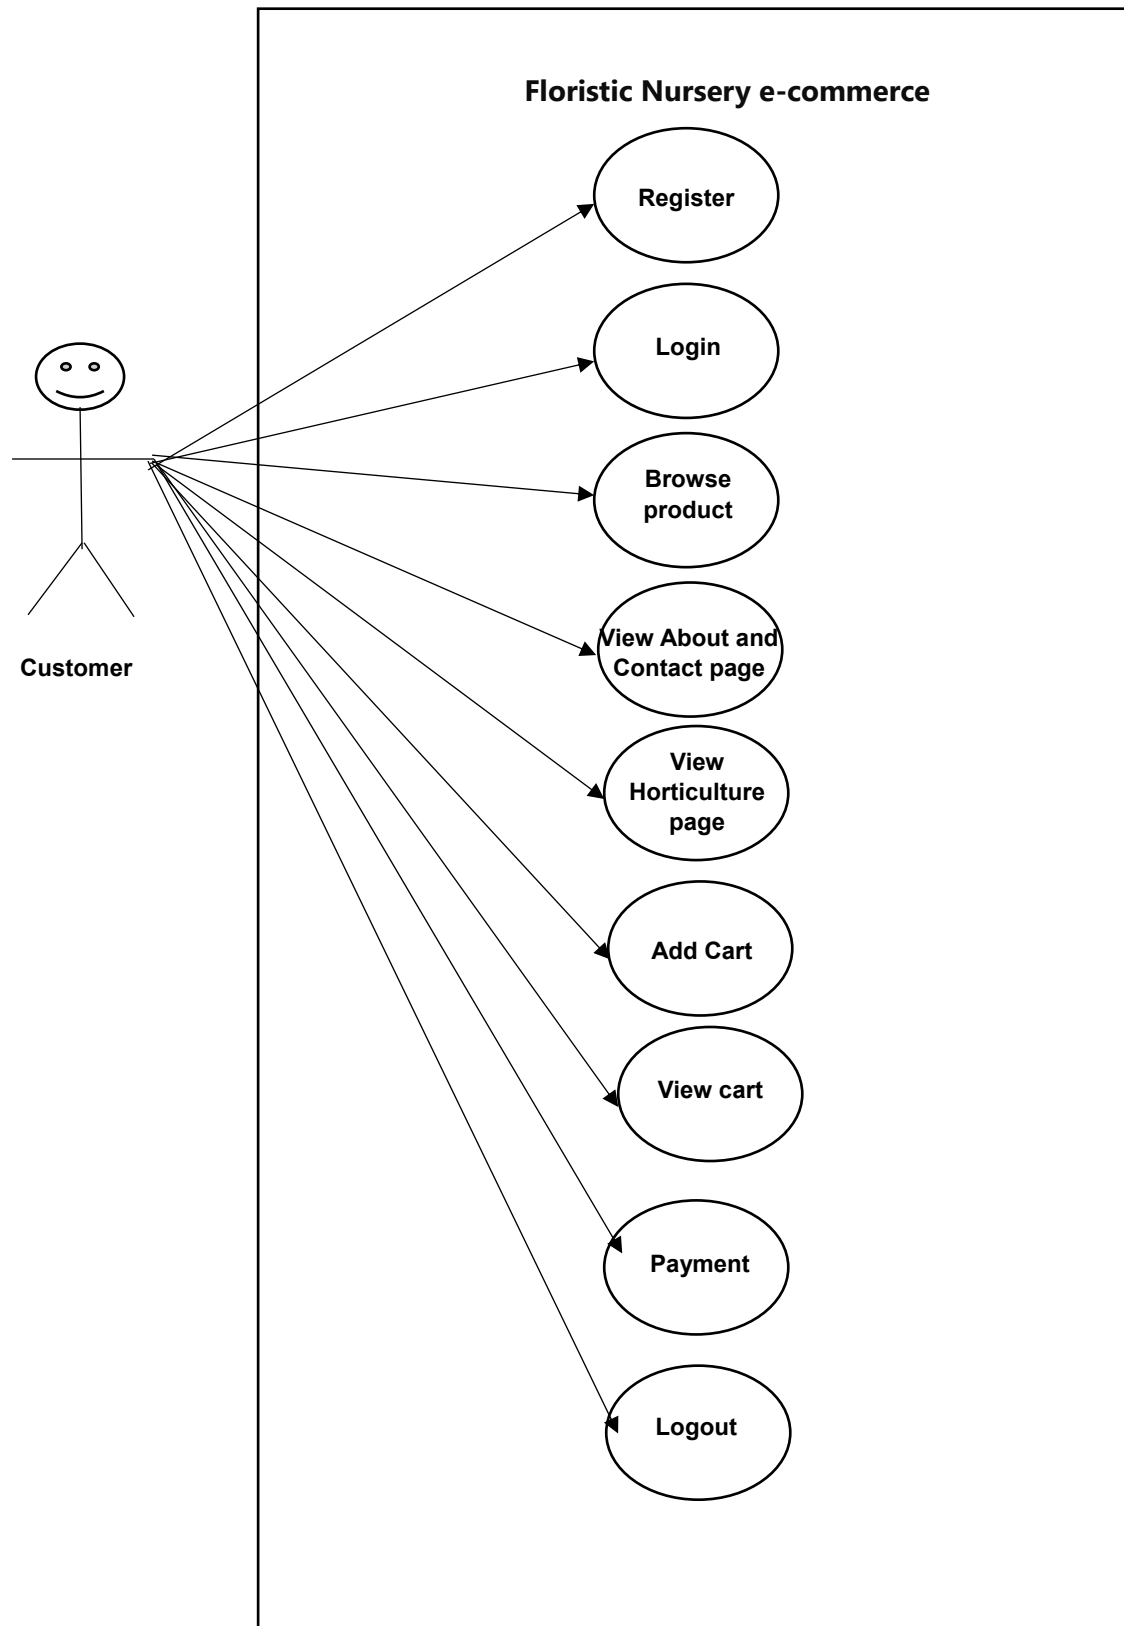 Floristic Nursery e-commerce
Register
Login
Browse
product
View About and
Contact page
Customer
View
Horticulture
page
Add Cart
View cart
Payment
Logout